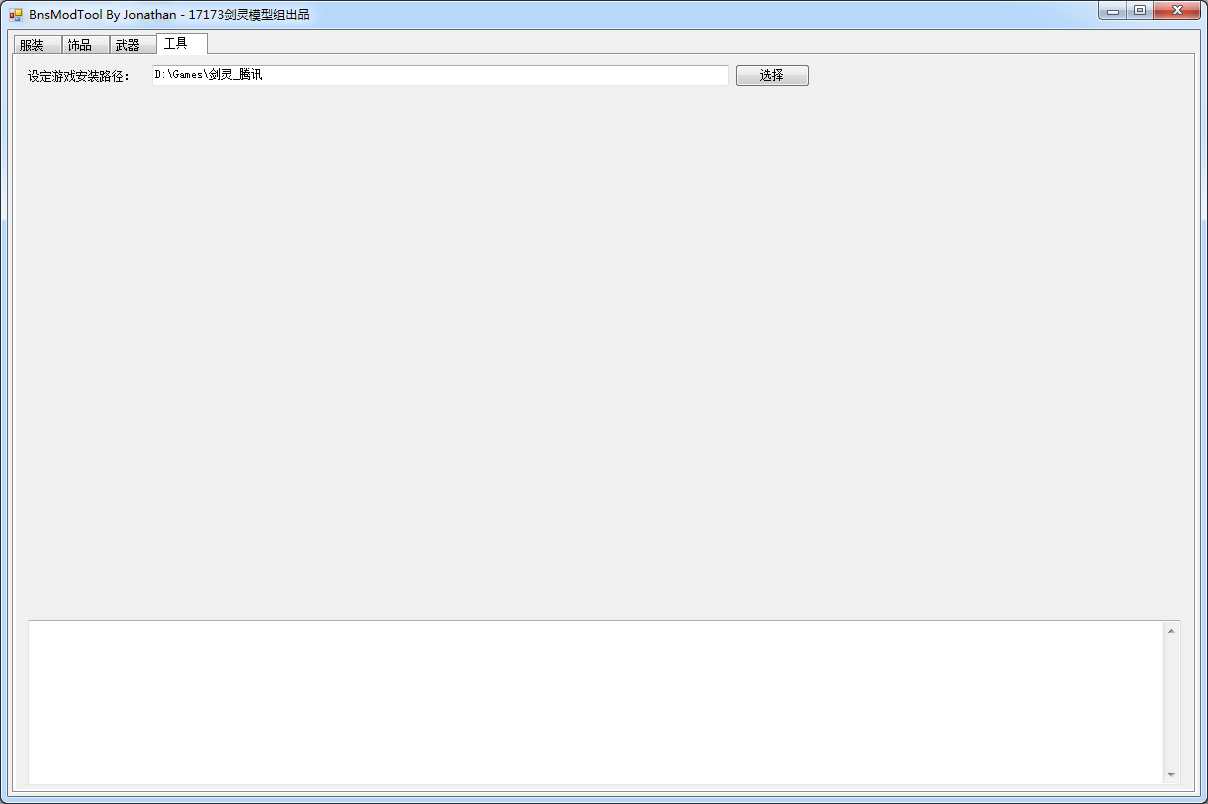 BnsModTool By Jonathan - 17173剑灵模型组出品
服装 饰品 武器 工具
设定游戏安装路径： D:\Games\剑灵_腾讯 选择